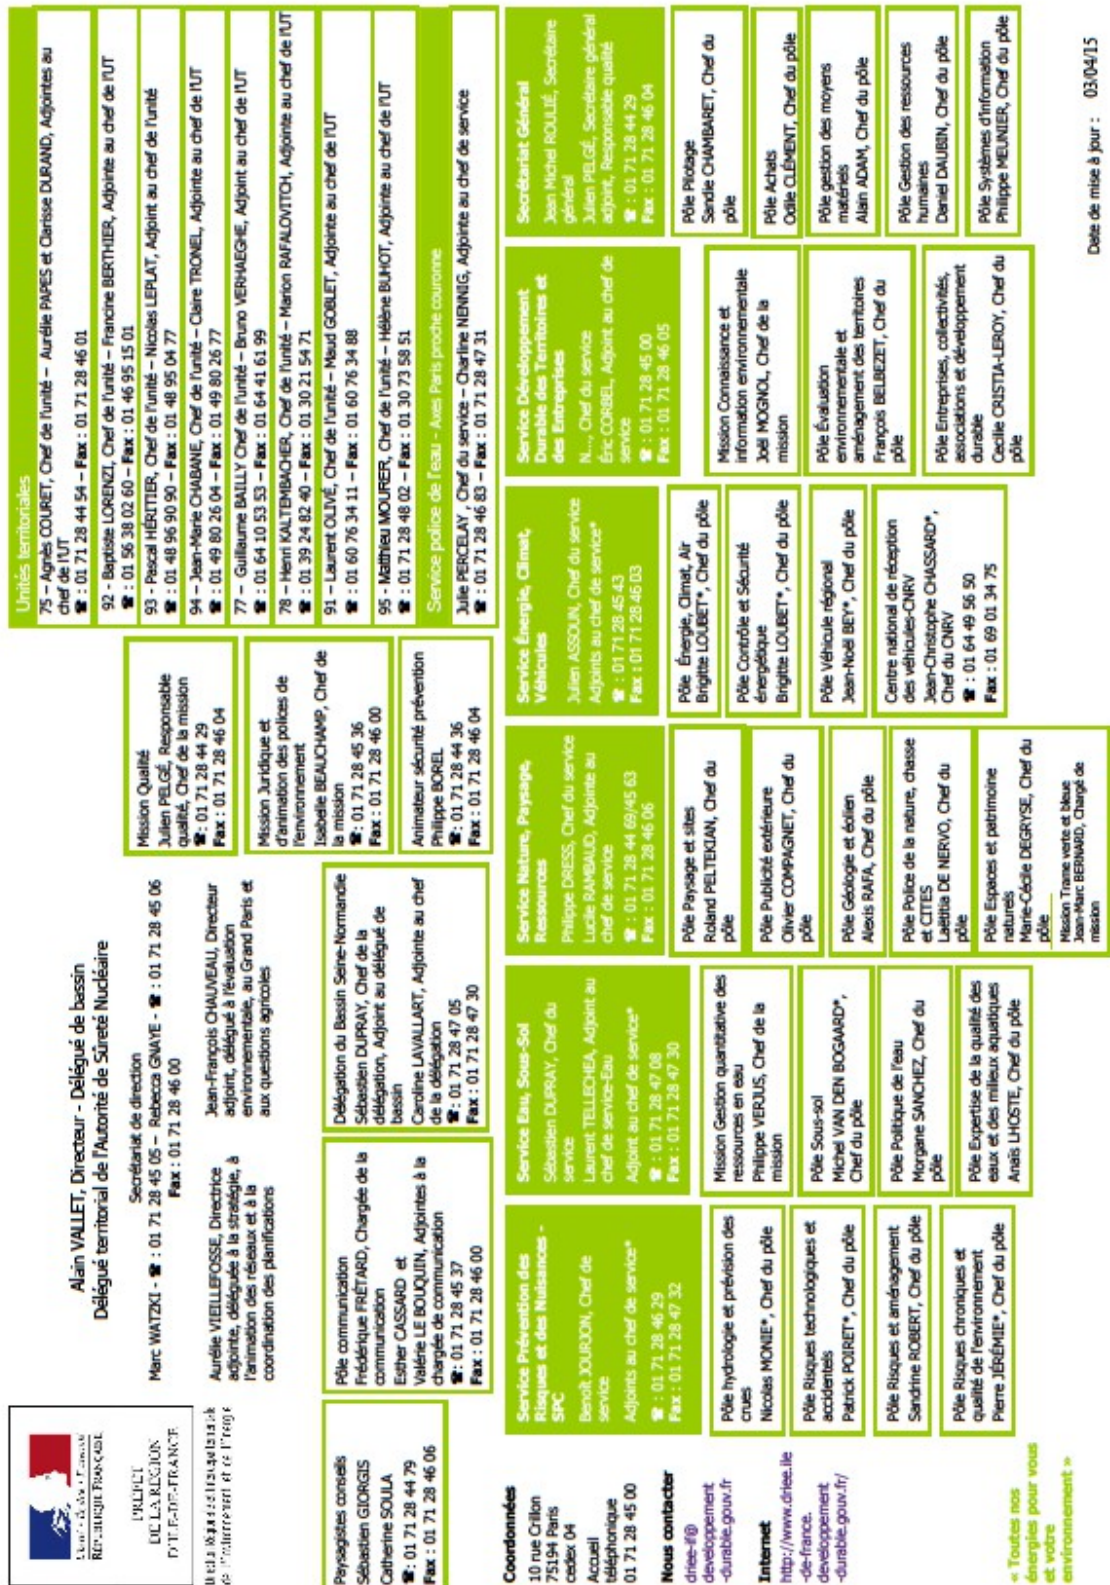 RÉPUBLIQUE FRANÇAISE
PRÉFET
DE LA RÉGION
D'ILE-DE-FRANCE
Alain VALLET, Directeur - Délégué de bassin
Délégué territorial de l'Autorité de Sûreté Nucléaire
Secrétariat de direction
Marc WATZKI - ☎ : 01 71 28 45 05 – Rebecca GNAYE - ☎ : 01 71 28 45 06
Fax : 01 71 28 46 00
Aurélie VIEILLEFOSSE, Directrice
adjointe, déléguée à la stratégie, à
l'animation des réseaux et à la
coordination des planifications
Jean-François CHAUVEAU, Directeur
adjoint, délégué à l'évaluation
environnementale, au Grand Paris et
aux questions agricoles
Mission Qualité
Julien PELGÉ, Responsable
qualité, Chef de la mission
☎: 01 71 28 44 29
Fax : 01 71 28 46 04
Mission Juridique et
d'animation des polices de
l'environnement
Isabelle BEAUCHAMP, Chef de
la mission
☎: 01 71 28 45 36
Fax : 01 71 28 46 00
Animateur sécurité prévention
Philippe BOREL
☎: 01 71 28 44 36
Fax : 01 71 28 46 04
Unités territoriales
75 – Agnès COURET, Chef de l'unité – Aurélie PAPES et Clarisse DURAND, Adjointes au
chef de l'UT
☎ : 01 71 28 44 54 – Fax : 01 71 28 46 01
92 - Baptiste LORENZI, Chef de l'unité – Francine BERTHIER, Adjointe au chef de l'UT
☎ : 01 56 38 02 60 – Fax : 01 46 95 15 01
93 - Pascal HÉRITIER, Chef de l'unité – Nicolas LEPLAT, Adjoint au chef de l'unité
☎ : 01 48 96 90 90 – Fax : 01 48 95 04 77
94 – Jean-Marie CHABANE, Chef de l'unité – Claire TRONEL, Adjointe au chef de l'UT
☎ : 01 49 80 26 04 – Fax : 01 49 80 26 77
77 – Guillaume BAILLY Chef de l'unité – Bruno VERHAEGHE, Adjoint au chef de l'UT
☎ : 01 64 10 53 53 – Fax : 01 64 41 61 99
78 – Henri KALTEMBACHER, Chef de l'unité – Marion RAFALOVITCH, Adjointe au chef de l'UT
☎ : 01 39 24 82 40 – Fax : 01 30 21 54 71
91 – Laurent OLIVÉ, Chef de l'unité – Maud GOBLET, Adjointe au chef de l'UT
☎ : 01 60 76 34 11 – Fax : 01 60 76 34 88
95 - Matthieu MOURER, Chef de l'unité – Hélène BUHOT, Adjointe au chef de l'UT
☎ : 01 71 28 48 02 – Fax : 01 30 73 58 51
Service police de l'eau - Axes Paris proche couronne
Julie PERCELAY , Chef du service – Charline NENNIG, Adjointe au chef de service
☎ : 01 71 28 46 83 – Fax : 01 71 28 47 31
Paysagistes conseils
Sébastien GIORGIS
Catherine SOULA
☎: 01 71 28 44 79
Fax : 01 71 28 46 06
Pôle communication
Frédérique FRÉTARD, Chargée de la
communication
Esther CASSARD et
Valérie LE BOUQUIN, Adjointes à la
chargée de communication
☎: 01 71 28 45 37
Fax : 01 71 28 46 00
Délégation du Bassin Seine-Normandie
Sébastien DUPRAY, Chef de la
délégation, Adjoint au délégué de
bassin
Caroline LAVALLART, Adjointe au chef
de la délégation
☎: 01 71 28 47 05
Fax : 01 71 28 47 30
Coordonnées
10 rue Crillon
75194 Paris
cedex 04
Accueil
téléphonique
01 71 28 45 00
Nous contacter
driee-if@
developpement
-durable.gouv.fr
Internet
http://www.driee.ile
-de-france.
developpement
-durable.gouv.fr/
« Toutes nos
énergies pour vous
et votre
environnement »
Service Prévention des
Risques et des Nuisances -
SPC
Benoît JOURJON, Chef de
service
Adjoints au chef de service*
☎ : 01 71 28 46 29
Fax : 01 71 28 47 32
Pôle hydrologie et prévision des
crues
Nicolas MONIE*, Chef du pôle
Pôle Risques technologiques et
accidentels
Patrick POIRET*, Chef du pôle
Pôle Risques et aménagement
Sandrine ROBERT, Chef du pôle
Pôle Risques chroniques et
qualité de l'environnement
Pierre JÉRÉMIE*, Chef du pôle
Service Eau, Sous-Sol
Sébastien DUPRAY, Chef du
service
Laurent TELLECHEA, Adjoint au
chef de service-Eau
Adjoint au chef de service*
☎ : 01 71 28 47 08
Fax : 01 71 28 47 30
Mission Gestion quantitative des
ressources en eau
Philippe VERJUS, Chef de la
mission
Pôle Sous-sol
Michel VAN DEN BOGAARD*,
Chef du pôle
Pôle Politique de l'eau
Morgane SANCHEZ, Chef du
pôle
Pôle Expertise de la qualité des
eaux et des milieux aquatiques
Anaïs LHOSTE, Chef du pôle
Service Nature, Paysage,
Ressources
Philippe DRESS, Chef du service
Lucile RAMBAUD, Adjointe au
chef de service
☎ : 01 71 28 44 69/45 63
Fax : 01 71 28 46 06
Pôle Paysage et sites
Roland PELTEKIAN, Chef du
pôle
Pôle Publicité extérieure
Olivier COMPAGNET, Chef du
pôle
Pôle Géologie et éolien
Alexis RAFA, Chef du pôle
Pôle Police de la nature, chasse
et CITES
Laëtitia DE NERVO, Chef du
pôle
Pôle Espaces et patrimoine
naturels
Marie-Cécile DEGRYSE, Chef du
pôle
Mission Trame verte et bleue
Jean-Marc BERNARD, Chargé de
mission
Service Énergie, Climat,
Véhicules
Julien ASSOUN, Chef du service
Adjoints au chef de service*
☎ : 01 71 28 45 43
Fax : 01 71 28 46 03
Pôle Énergie, Climat, Air
Brigitte LOUBET*, Chef du pôle
Pôle Contrôle et Sécurité
énergétique
Brigitte LOUBET*, Chef du pôle
Pôle Véhicule régional
Jean-Noël BEY*, Chef du pôle
Centre national de réception
des véhicules-CNRV
Jean-Christophe CHASSARD*,
Chef du CNRV
☎ : 01 64 49 56 50
Fax : 01 69 01 34 75
Service Développement
Durable des Territoires et
des Entreprises
N..., Chef du service
Éric CORBEL, Adjoint au chef de
service
☎ : 01 71 28 45 00
Fax : 01 71 28 46 05
Mission Connaissance et
information environnementale
Joël MOGNOL, Chef de la
mission
Pôle Évaluation
environnementale et
aménagement des territoires
François BELBEZET, Chef du
pôle
Pôle Entreprises, collectivités,
associations et développement
durable
Cecilie CRISTIA-LEROY, Chef du
pôle
Secrétariat Général
Jean Michel ROULIÉ, Secrétaire
général
Julien PELGÉ, Secrétaire général
adjoint, Responsable qualité
☎ : 01 71 28 44 29
Fax : 01 71 28 46 04
Pôle Pilotage
Sandie CHAMBARET, Chef du
pôle
Pôle Achats
Odile CLÉMENT, Chef du pôle
Pôle gestion des moyens
matériels
Alain ADAM, Chef du pôle
Pôle Gestion des ressources
humaines
Daniel DAUBIN, Chef du pôle
Pôle Systèmes d'information
Philippe MEUNIER, Chef du pôle
Date de mise à jour : 03/04/15